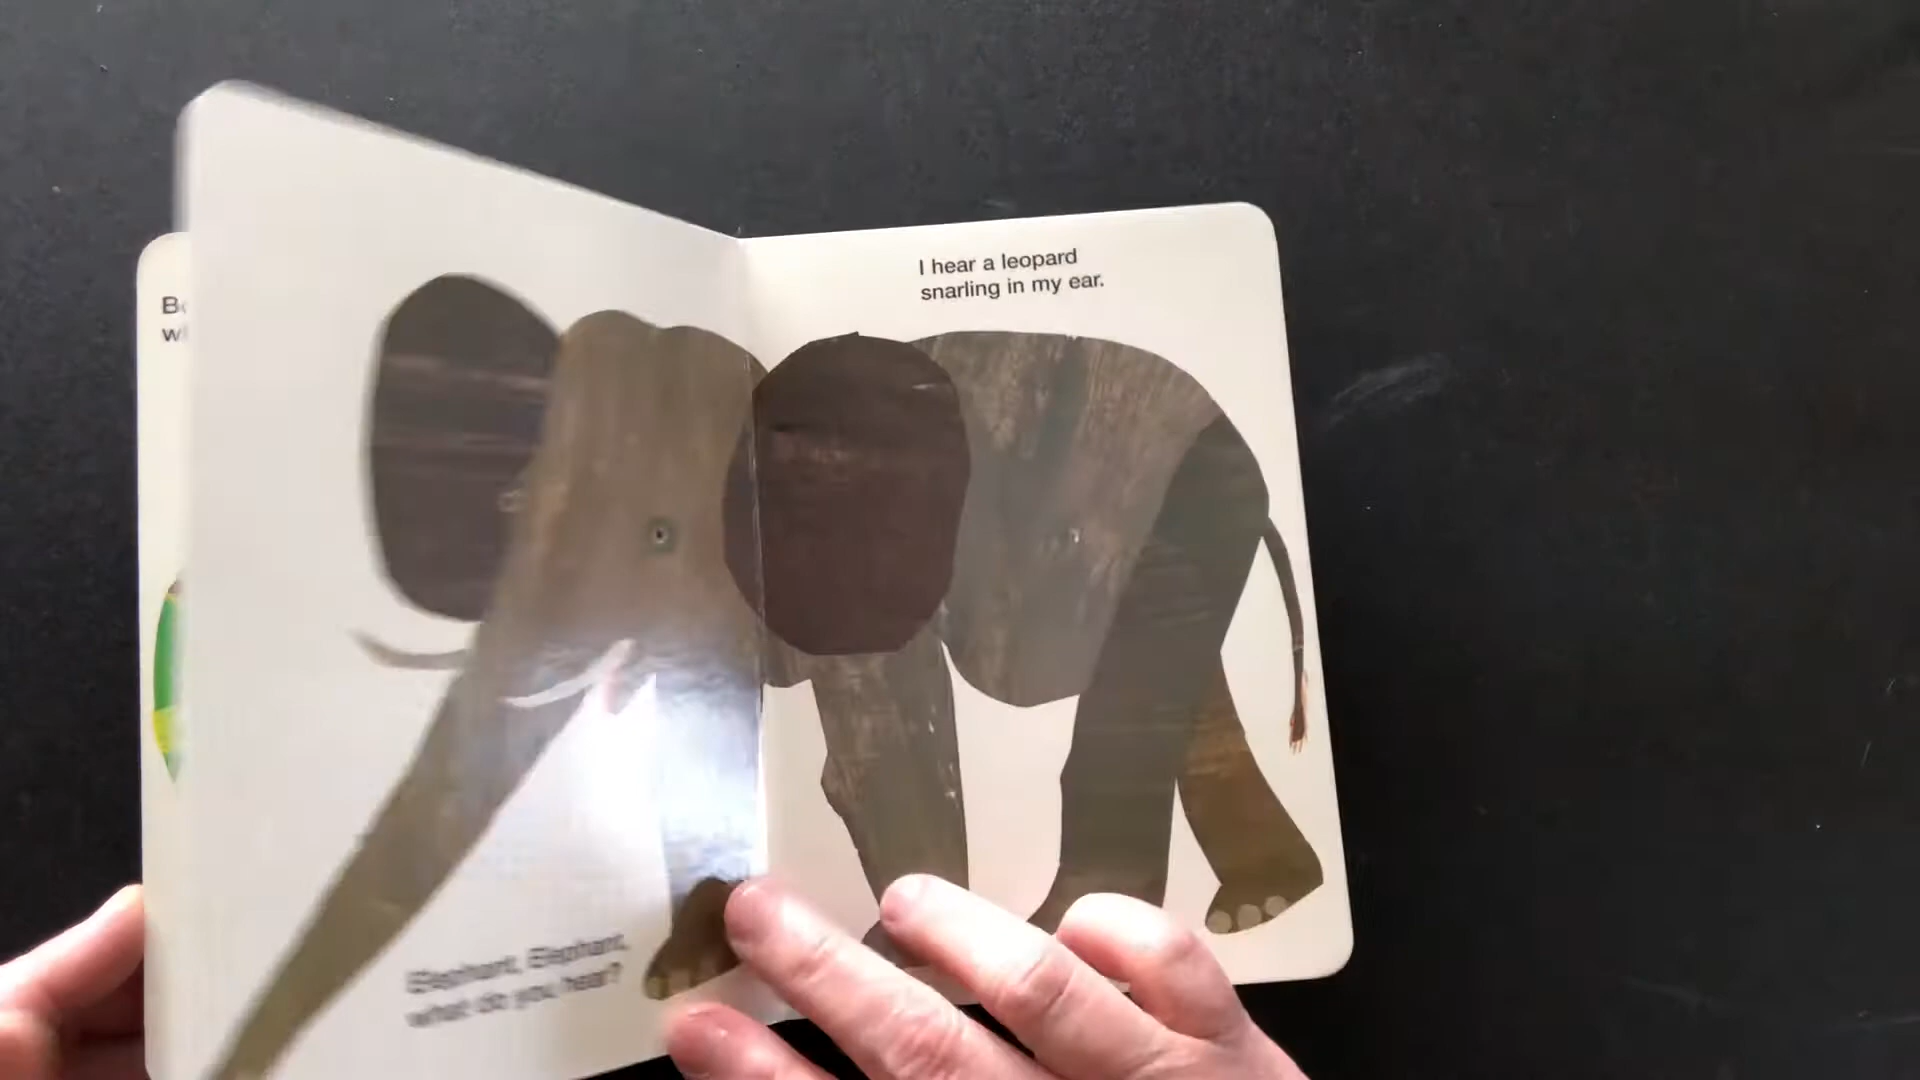 Elephant, Elephant,
what do you hear?
I hear a leopard
snarling in my ear.